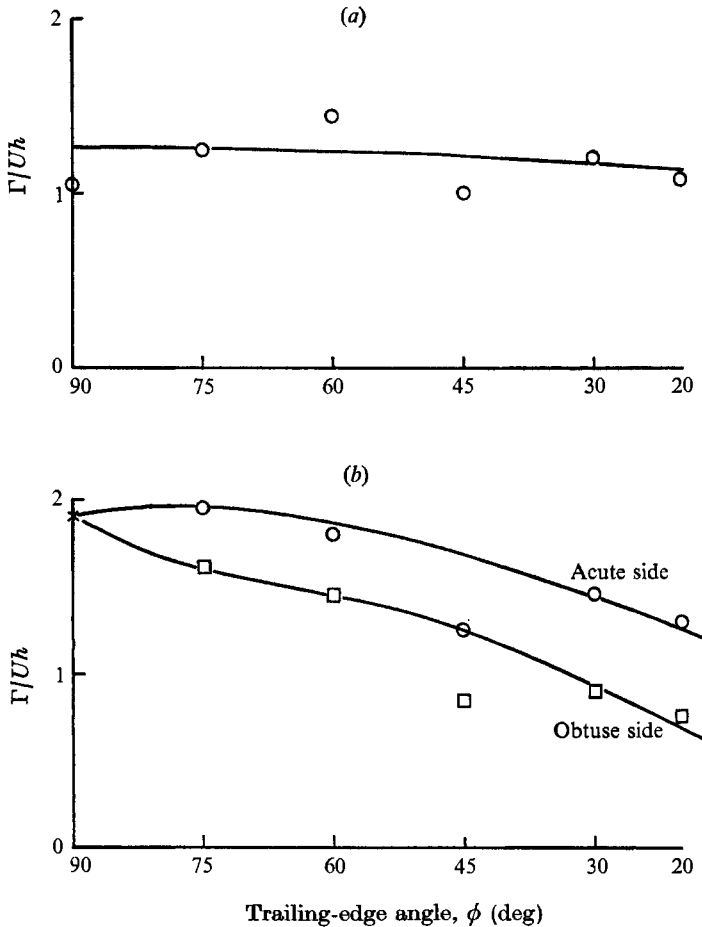 (a)
2
1
0
Γ/Uh
90 75 60 45 30 20
(b)
2
1
0
Γ/Uh
Acute side
Obtuse side
90 75 60 45 30 20
Trailing-edge angle, ϕ (deg)